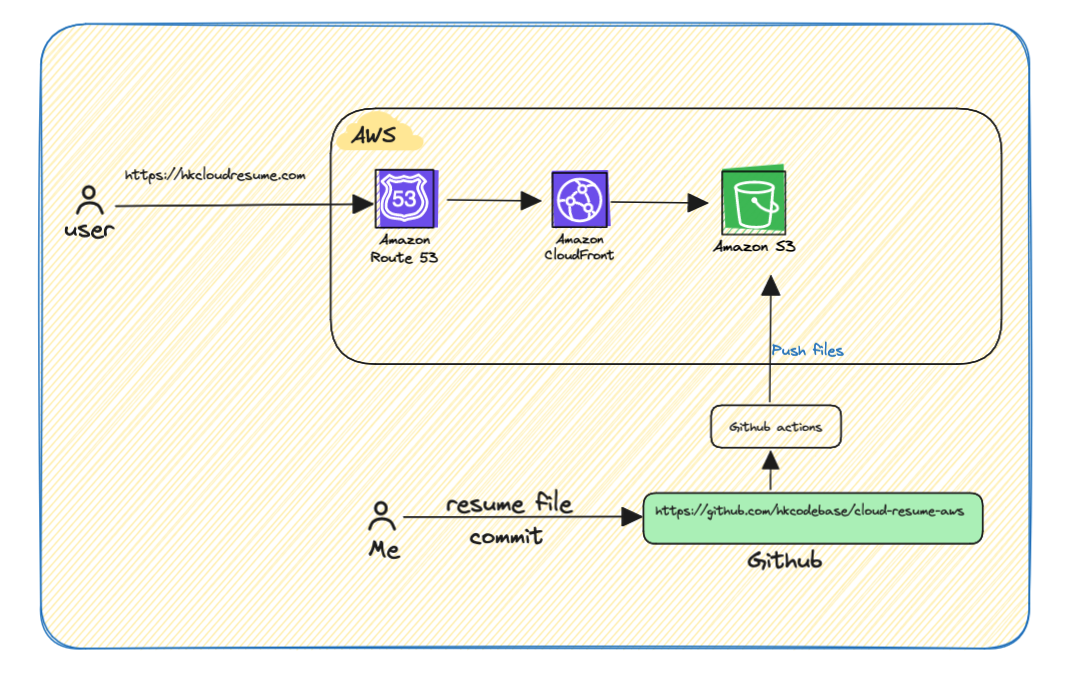 AWS
https://hkcloudresume.com
user
53
Amazon
Route 53
Amazon
CloudFront
Amazon S3
Push files
Github actions
resume file
commit
Me
https://github.com/hkcodebase/cloud-resume-aws
Github